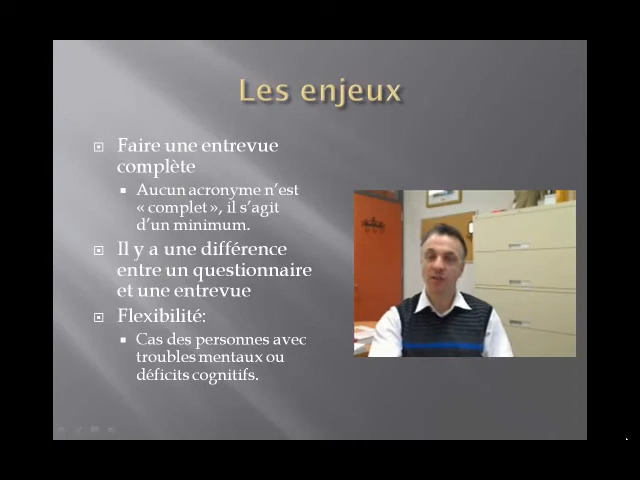 Les enjeux
Faire une entrevue
complète
Aucun acronyme n'est
« complet », il s'agit
d'un minimum.
Il y a une différence
entre un questionnaire
et une entrevue
Flexibilité:
Cas des personnes avec
troubles mentaux ou
déficits cognitifs.